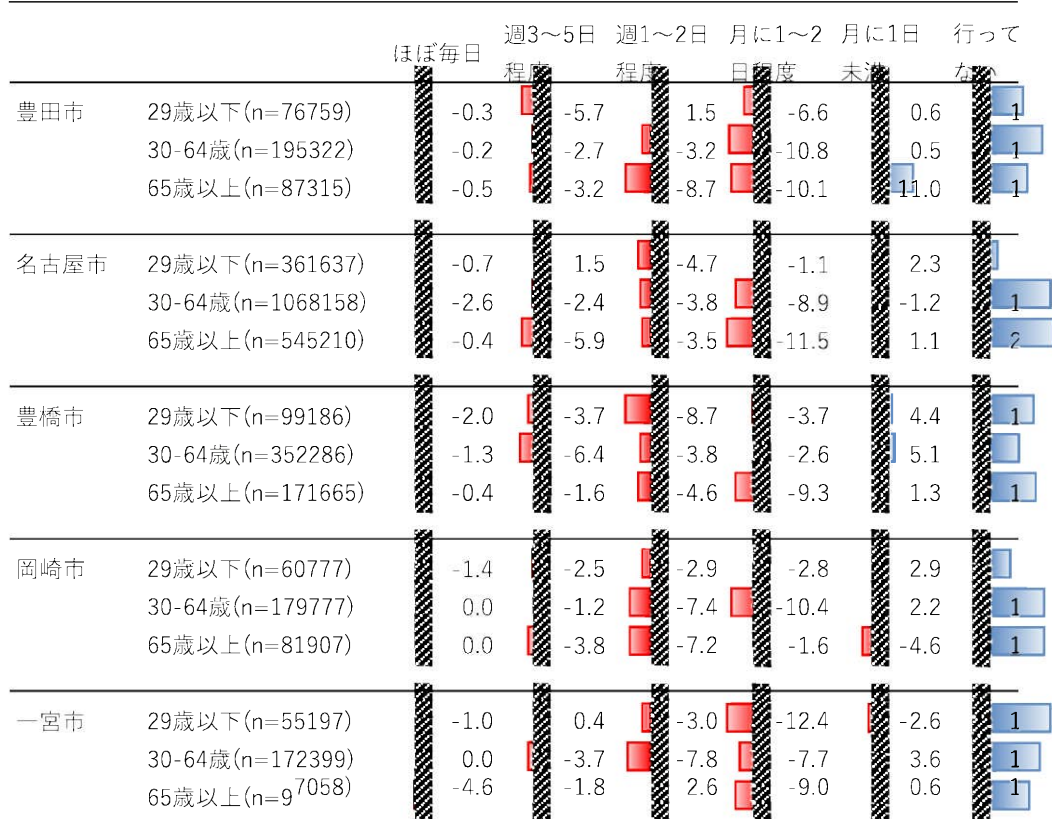 ほぼ毎日 週3～5日程度 週1～2日程度 月に1～2日程度 月に1日未満 行ってない
豊田市 29歳以下(n=76759) -0.3 -5.7 1.5 -6.6 0.6 1
30-64歳(n=195322) -0.2 -2.7 -3.2 -10.8 0.5 1
65歳以上(n=87315) -0.5 -3.2 -8.7 -10.1 11.0 1
名古屋市 29歳以下(n=361637) -0.7 1.5 -4.7 -1.1 2.3
30-64歳(n=1068158) -2.6 -2.4 -3.8 -8.9 -1.2 1
65歳以上(n=545210) -0.4 -5.9 -3.5 -11.5 1.1 2
豊橋市 29歳以下(n=99186) -2.0 -3.7 -8.7 -3.7 4.4 1
30-64歳(n=352286) -1.3 -6.4 -3.8 -2.6 5.1
65歳以上(n=171665) -0.4 -1.6 -4.6 -9.3 1.3 1
岡崎市 29歳以下(n=60777) -1.4 -2.5 -2.9 -2.8 2.9
30-64歳(n=179777) 0.0 -1.2 -7.4 -10.4 2.2 1
65歳以上(n=81907) 0.0 -3.8 -7.2 -1.6 -4.6 1
一宮市 29歳以下(n=55197) -1.0 0.4 -3.0 -12.4 -2.6 1
30-64歳(n=172399) 0.0 -3.7 -7.8 -7.7 3.6 1
65歳以上(n=97058) -4.6 -1.8 2.6 -9.0 0.6 1